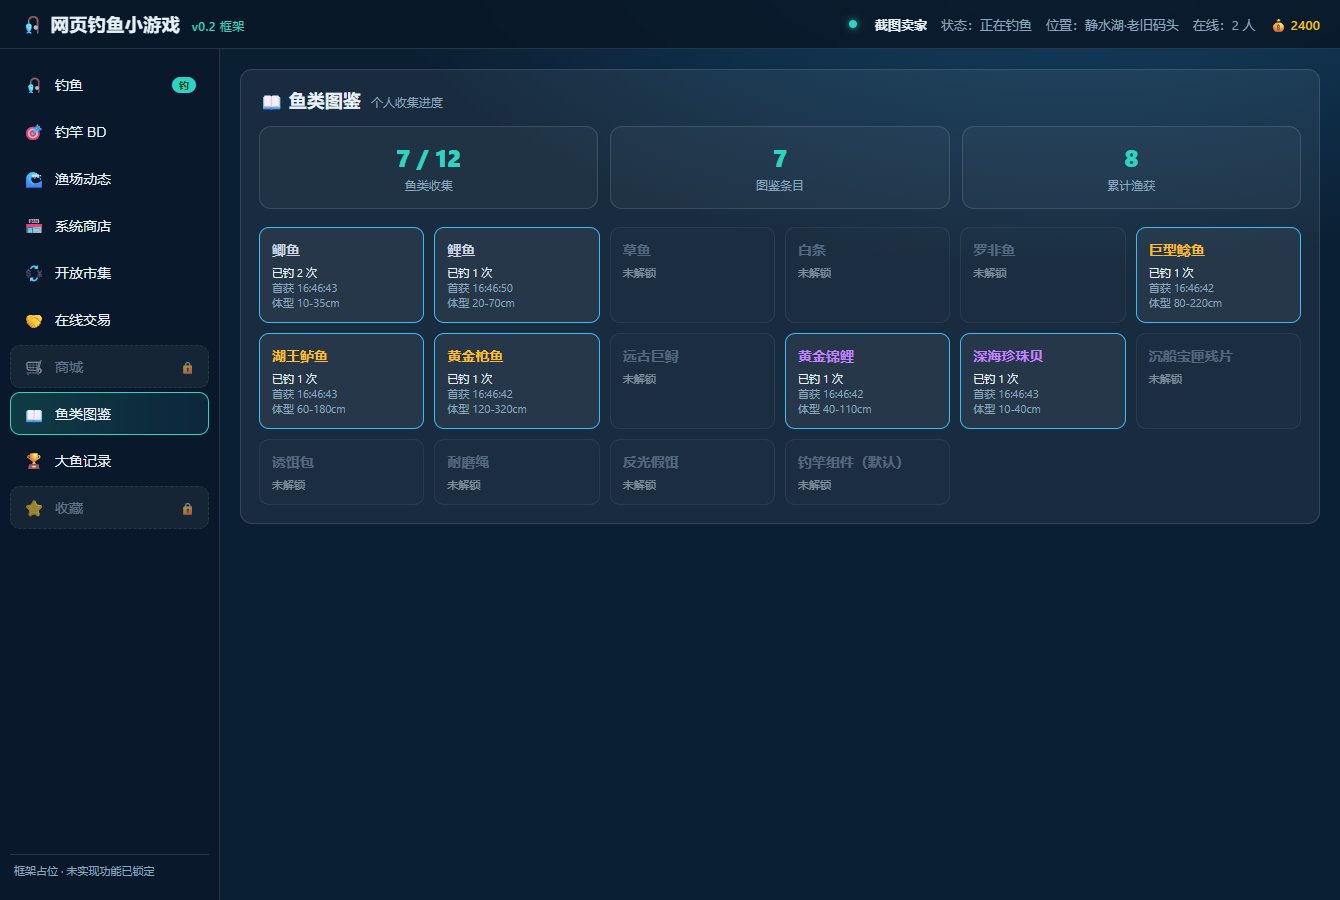 网页钓鱼小游戏 v0.2 框架
截图卖家 状态：正在钓鱼 位置：静水湖·老旧码头 在线：2 人 2400
钓鱼 钓
钓竿 BD
渔场动态
系统商店
开放市集
在线交易
商城
鱼类图鉴
大鱼记录
收藏
框架占位 · 未实现功能已锁定
鱼类图鉴 个人收集进度
7 / 12
鱼类收集
7
图鉴条目
8
累计渔获
鲫鱼
已钓 2 次
首获 16:46:43
体型 10-35cm
鲤鱼
已钓 1 次
首获 16:46:50
体型 20-70cm
草鱼
未解锁
白条
未解锁
罗非鱼
未解锁
巨型鲶鱼
已钓 1 次
首获 16:46:42
体型 80-220cm
湖王鲈鱼
已钓 1 次
首获 16:46:43
体型 60-180cm
黄金枪鱼
已钓 1 次
首获 16:46:42
体型 120-320cm
远古巨鲟
未解锁
黄金锦鲤
已钓 1 次
首获 16:46:42
体型 40-110cm
深海珍珠贝
已钓 1 次
首获 16:46:43
体型 10-40cm
沉船宝匣残片
未解锁
诱饵包
未解锁
耐磨绳
未解锁
反光假饵
未解锁
钓竿组件（默认）
未解锁